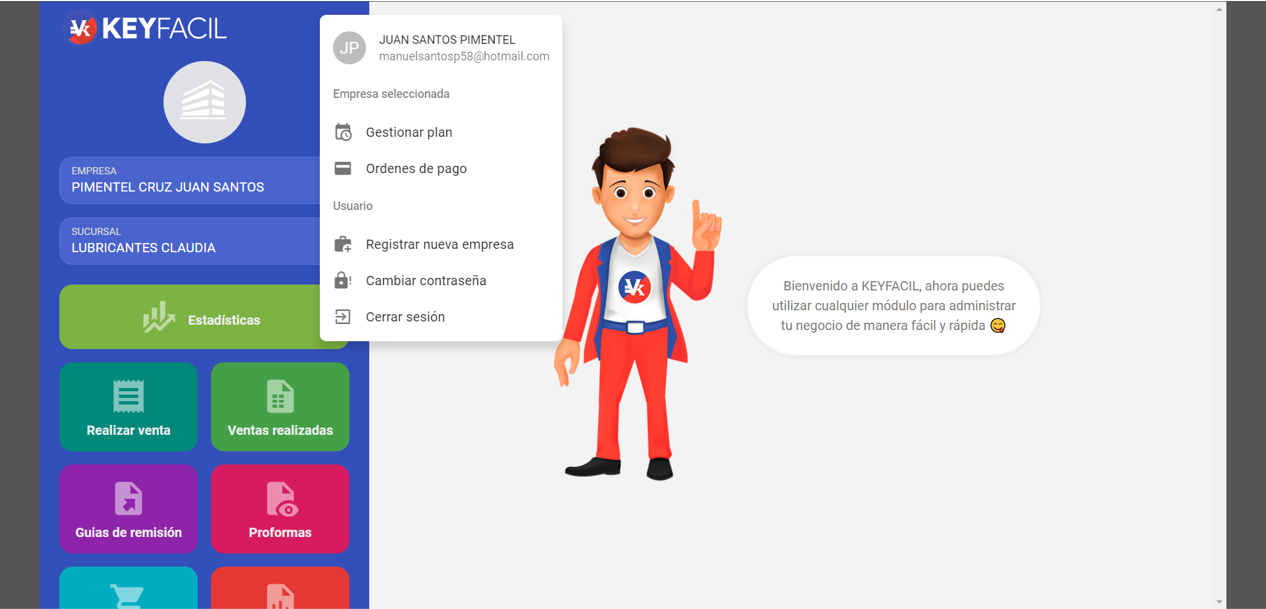 KEYFACIL
EMPRESA
PIMENTEL CRUZ JUAN SANTOS
SUCURSAL
LUBRICANTES CLAUDIA
Estadísticas
Realizar venta
Ventas realizadas
Guias de remisión
Proformas
JP
JUAN SANTOS PIMENTEL
manuelsantosp58@hotmail.com
Empresa seleccionada
Gestionar plan
Ordenes de pago
Usuario
Registrar nueva empresa
Cambiar contraseña
Cerrar sesión
Bienvenido a KEYFACIL, ahora puedes
utilizar cualquier módulo para administrar
tu negocio de manera fácil y rápida 😋